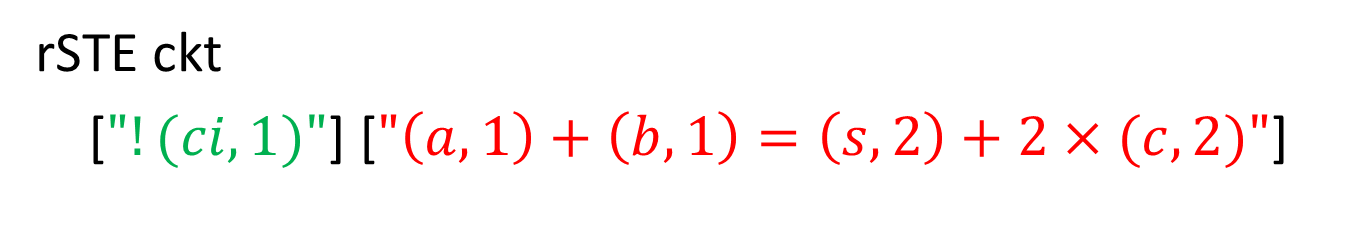 rSTE ckt
["! (ci, 1)"] ["(a, 1) + (b, 1) = (s, 2) + 2 × (c, 2)"]